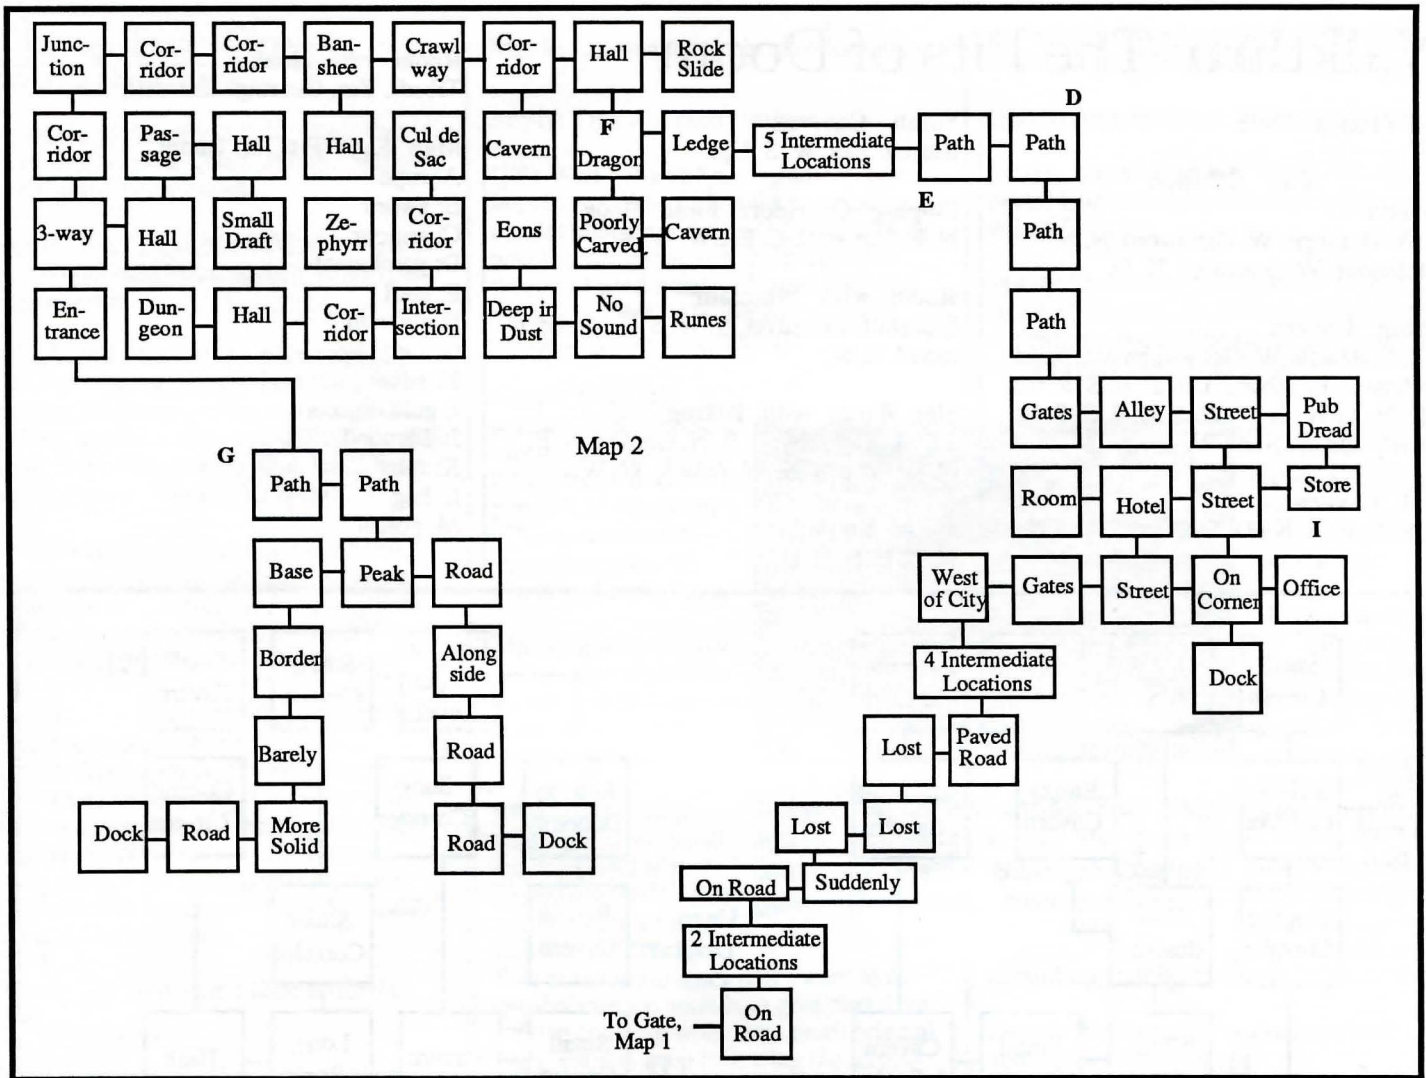 Junc-
tion
Cor-
ridor
Cor-
ridor
Ban-
shee
Crawl
way
Cor-
ridor
Hall
Rock
Slide
Cor-
ridor
Pas-
sage
Hall
Hall
Cul de
Sac
Cavern
F
Dragon
Ledge
5 Intermediate
Locations
Path
E
D
Path
3-way
Hall
Small
Draft
Ze-
phyrr
Cor-
ridor
Eons
Poorly
Carved
Cavern
Path
En-
trance
Dun-
geon
Hall
Cor-
ridor
Inter-
section
Deep in
Dust
No
Sound
Runes
Path
Gates
Alley
Street
Pub
Dread
Map 2
G
Path
Path
Room
Hotel
Street
Store
I
Base
Peak
Road
West
of City
Gates
Street
On
Corner
Office
Border
Along
side
4 Intermediate
Locations
Dock
Barely
Road
Lost
Paved
Road
Dock
Road
More
Solid
Road
Dock
Lost
Lost
On Road
Suddenly
2 Intermediate
Locations
To Gate,
Map 1
On
Road